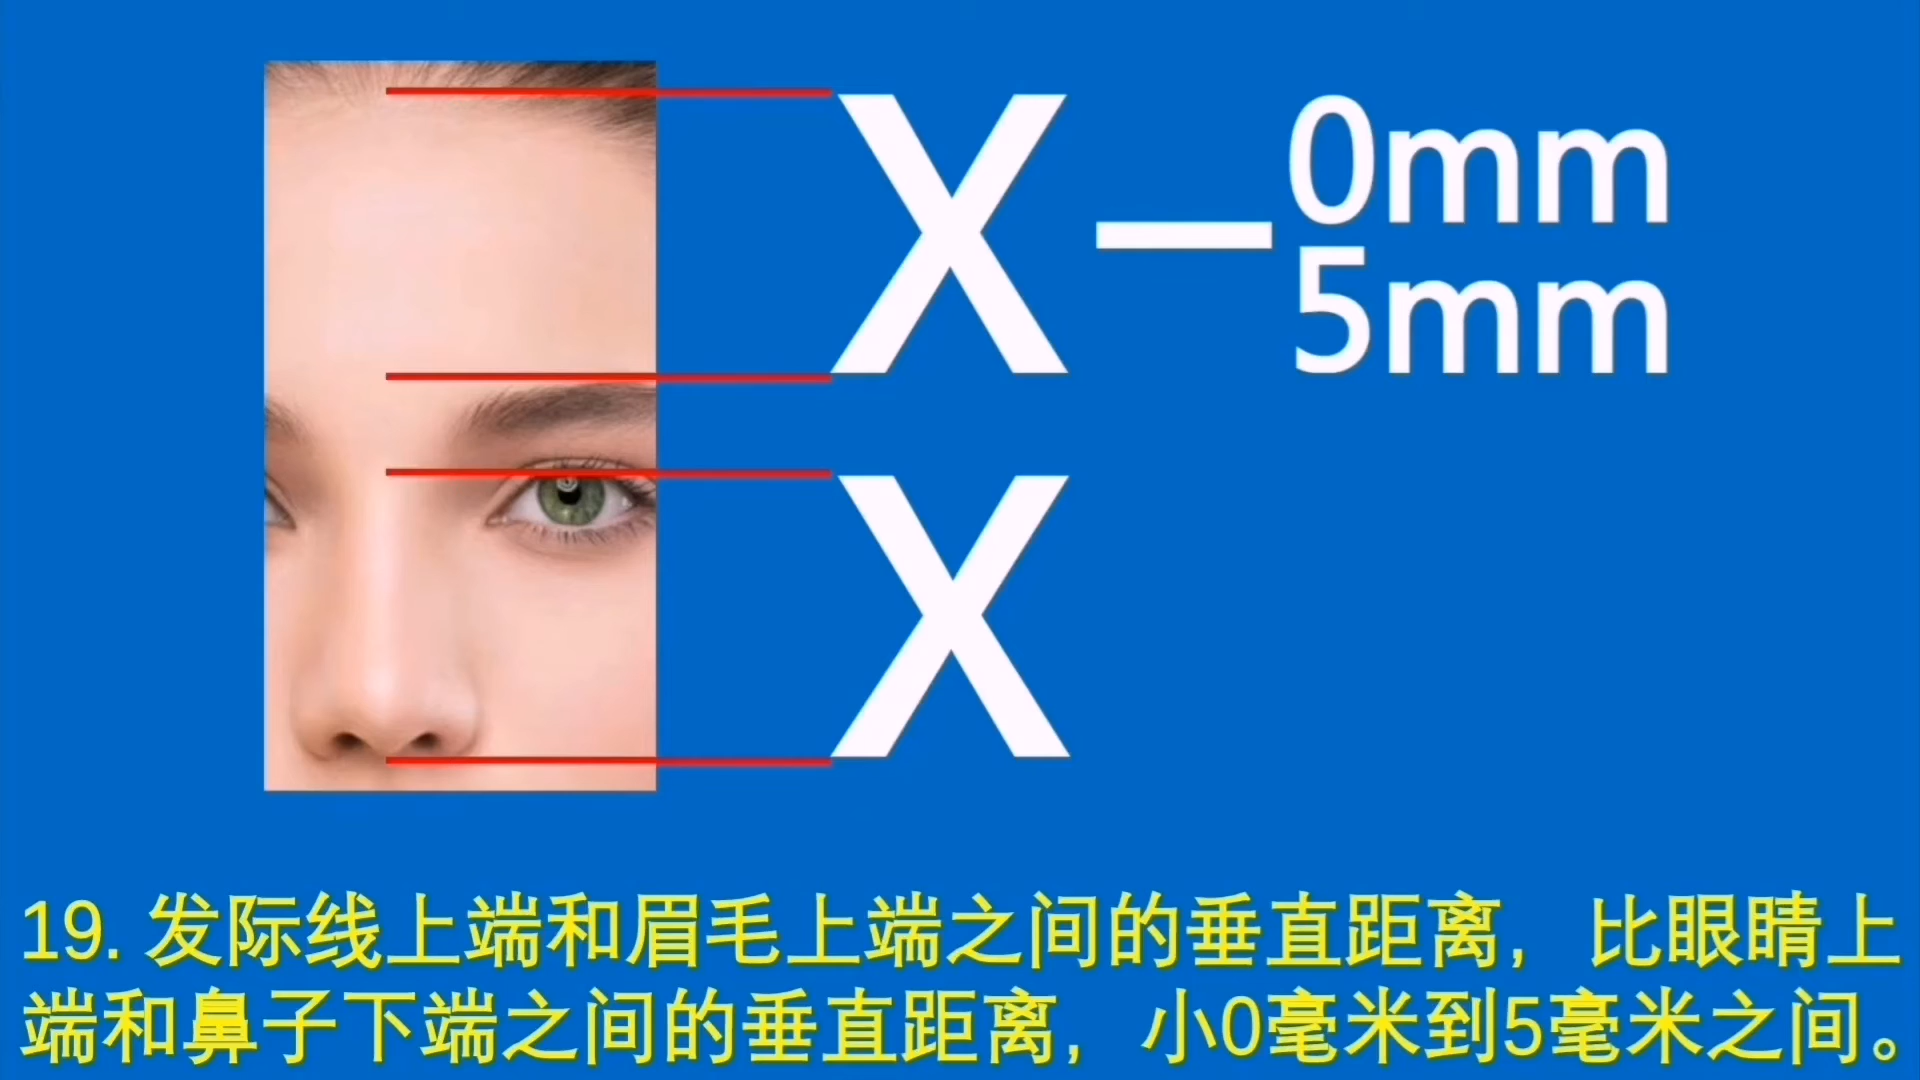 X — 0mm
5mm
X
19. 发际线上端和眉毛上端之间的垂直距离，比眼睛上
端和鼻子下端之间的垂直距离，小0毫米到5毫米之间。